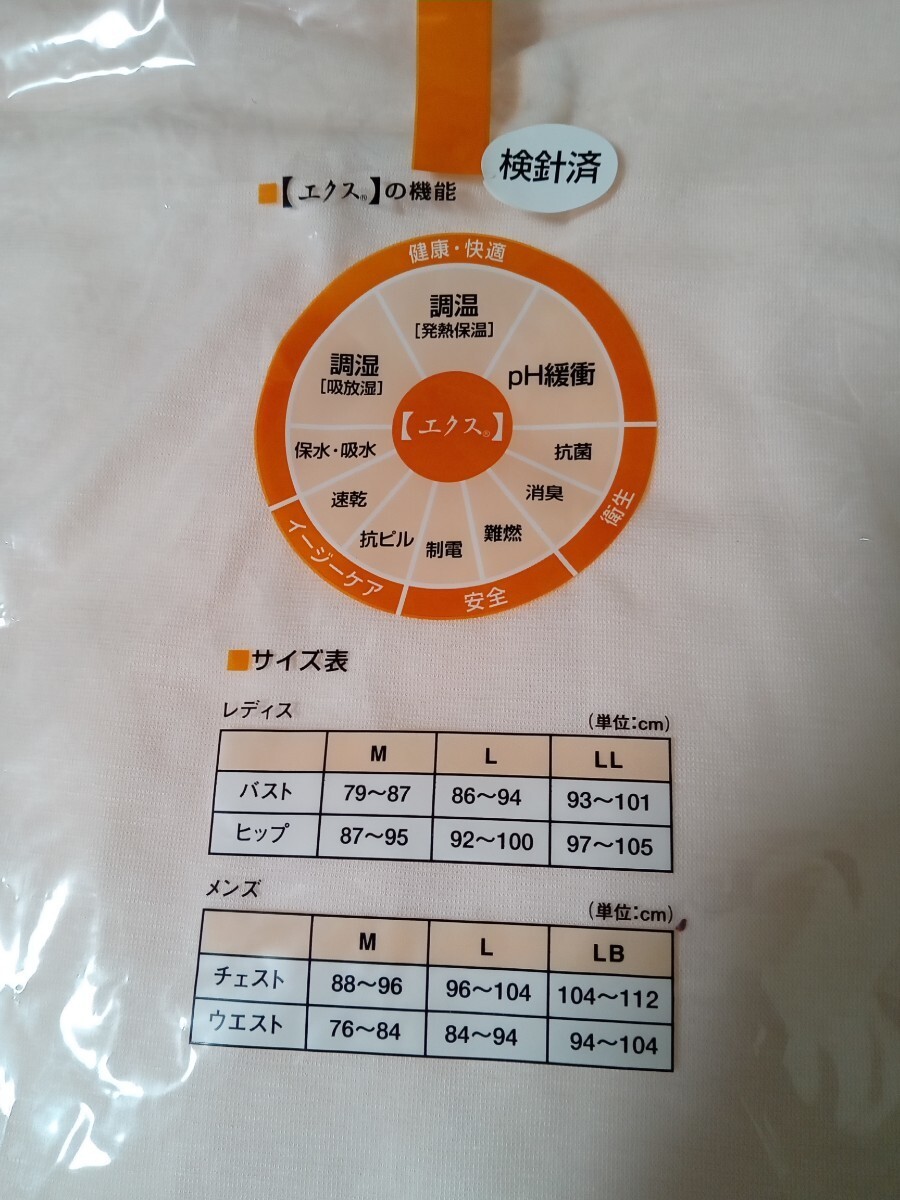 検針済
■【エクス®】の機能
健康・快適
調温
[発熱保温]
調湿
[吸放湿]
pH緩衝
【エクス®】
保水・吸水
抗菌
速乾
消臭
抗ピル
制電
難燃
衛生
イージーケア
安全
■サイズ表
レディス (単位:cm)
M L LL
バスト 79〜87 86〜94 93〜101
ヒップ 87〜95 92〜100 97〜105
メンズ (単位:cm)
M L LB
チェスト 88〜96 96〜104 104〜112
ウエスト 76〜84 84〜94 94〜104